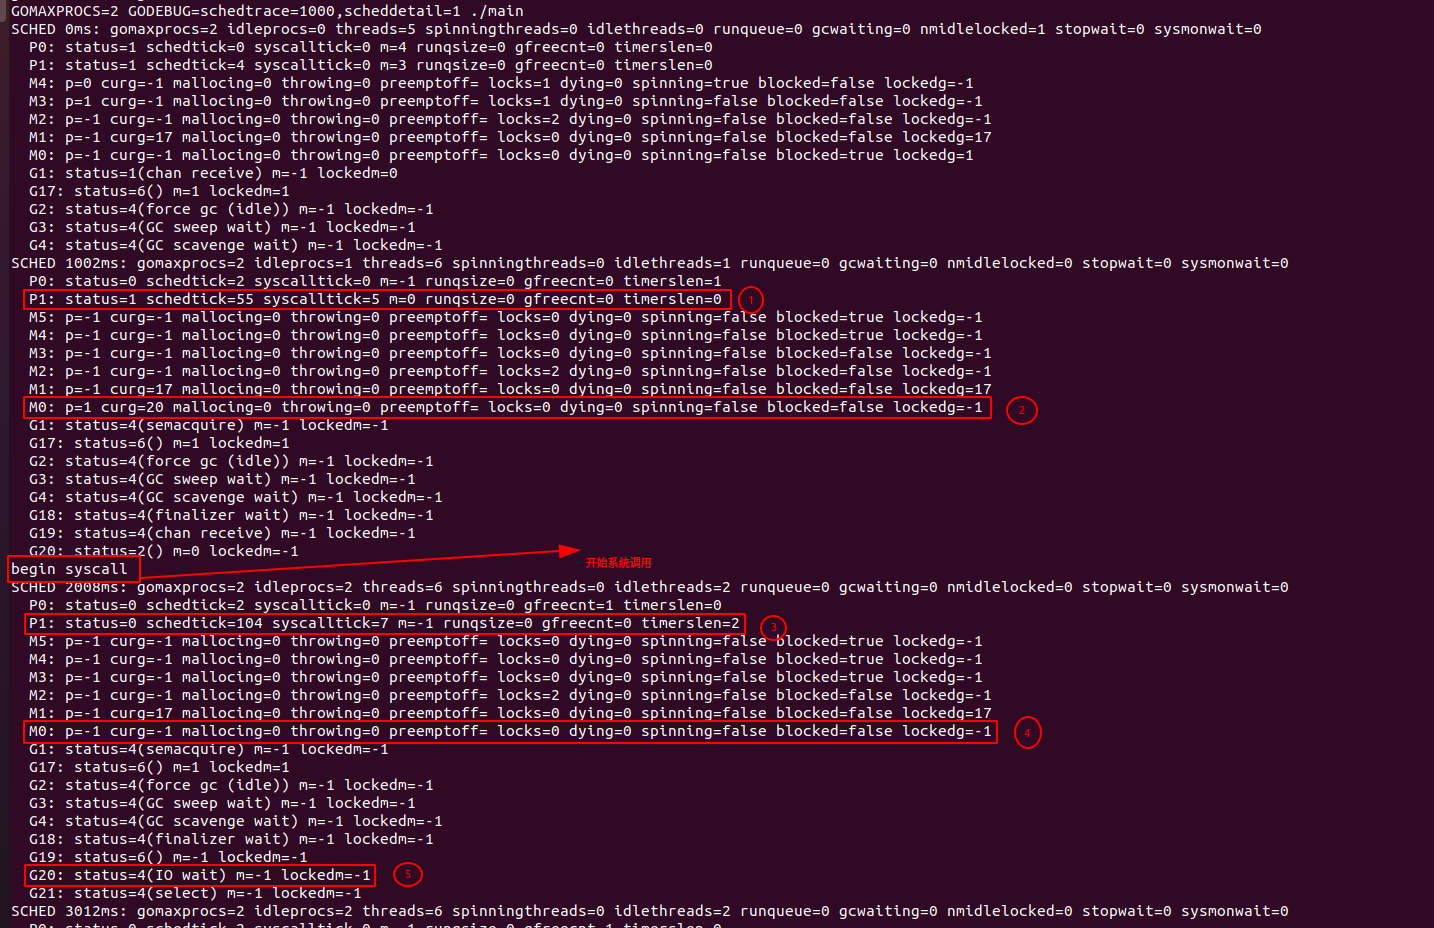 GOMAXPROCS=2 GODEBUG=schedtrace=1000,scheddetail=1 ./main
SCHED 0ms: gomaxprocs=2 idleprocs=0 threads=5 spinningthreads=0 idlethreads=0 runqueue=0 gcwaiting=0 nmidlelocked=1 stopwait=0 sysmonwait=0
P0: status=1 schedtick=0 syscalltick=0 m=4 runqsize=0 gfreecnt=0 timerslen=0
P1: status=1 schedtick=4 syscalltick=0 m=3 runqsize=0 gfreecnt=0 timerslen=0
M4: p=0 curg=-1 mallocing=0 throwing=0 preemptoff= locks=1 dying=0 spinning=true blocked=false lockedg=-1
M3: p=1 curg=-1 mallocing=0 throwing=0 preemptoff= locks=1 dying=0 spinning=false blocked=false lockedg=-1
M2: p=-1 curg=-1 mallocing=0 throwing=0 preemptoff= locks=2 dying=0 spinning=false blocked=false lockedg=-1
M1: p=-1 curg=17 mallocing=0 throwing=0 preemptoff= locks=0 dying=0 spinning=false blocked=false lockedg=17
M0: p=-1 curg=-1 mallocing=0 throwing=0 preemptoff= locks=0 dying=0 spinning=false blocked=true lockedg=1
G1: status=1(chan receive) m=-1 lockedm=0
G17: status=6() m=1 lockedm=1
G2: status=4(force gc (idle)) m=-1 lockedm=-1
G3: status=4(GC sweep wait) m=-1 lockedm=-1
G4: status=4(GC scavenge wait) m=-1 lockedm=-1
SCHED 1002ms: gomaxprocs=2 idleprocs=1 threads=6 spinningthreads=0 idlethreads=1 runqueue=0 gcwaiting=0 nmidlelocked=0 stopwait=0 sysmonwait=0
P0: status=0 schedtick=2 syscalltick=0 m=-1 runqsize=0 gfreecnt=0 timerslen=1
P1: status=1 schedtick=55 syscalltick=5 m=0 runqsize=0 gfreecnt=0 timerslen=0 1
M5: p=-1 curg=-1 mallocing=0 throwing=0 preemptoff= locks=0 dying=0 spinning=false blocked=true lockedg=-1
M4: p=-1 curg=-1 mallocing=0 throwing=0 preemptoff= locks=0 dying=0 spinning=false blocked=true lockedg=-1
M3: p=-1 curg=-1 mallocing=0 throwing=0 preemptoff= locks=0 dying=0 spinning=false blocked=false lockedg=-1
M2: p=-1 curg=-1 mallocing=0 throwing=0 preemptoff= locks=2 dying=0 spinning=false blocked=false lockedg=-1
M1: p=-1 curg=17 mallocing=0 throwing=0 preemptoff= locks=0 dying=0 spinning=false blocked=false lockedg=17
M0: p=1 curg=20 mallocing=0 throwing=0 preemptoff= locks=0 dying=0 spinning=false blocked=false lockedg=-1 2
G1: status=4(semacquire) m=-1 lockedm=-1
G17: status=6() m=1 lockedm=1
G2: status=4(force gc (idle)) m=-1 lockedm=-1
G3: status=4(GC sweep wait) m=-1 lockedm=-1
G4: status=4(GC scavenge wait) m=-1 lockedm=-1
G18: status=4(finalizer wait) m=-1 lockedm=-1
G19: status=4(chan receive) m=-1 lockedm=-1
G20: status=2() m=0 lockedm=-1
begin syscall 开始系统调用
SCHED 2008ms: gomaxprocs=2 idleprocs=2 threads=6 spinningthreads=0 idlethreads=2 runqueue=0 gcwaiting=0 nmidlelocked=0 stopwait=0 sysmonwait=0
P0: status=0 schedtick=2 syscalltick=0 m=-1 runqsize=0 gfreecnt=1 timerslen=0
P1: status=0 schedtick=104 syscalltick=7 m=-1 runqsize=0 gfreecnt=0 timerslen=2 3
M5: p=-1 curg=-1 mallocing=0 throwing=0 preemptoff= locks=0 dying=0 spinning=false blocked=true lockedg=-1
M4: p=-1 curg=-1 mallocing=0 throwing=0 preemptoff= locks=0 dying=0 spinning=false blocked=true lockedg=-1
M3: p=-1 curg=-1 mallocing=0 throwing=0 preemptoff= locks=0 dying=0 spinning=false blocked=true lockedg=-1
M2: p=-1 curg=-1 mallocing=0 throwing=0 preemptoff= locks=2 dying=0 spinning=false blocked=false lockedg=-1
M1: p=-1 curg=17 mallocing=0 throwing=0 preemptoff= locks=0 dying=0 spinning=false blocked=false lockedg=17
M0: p=-1 curg=-1 mallocing=0 throwing=0 preemptoff= locks=0 dying=0 spinning=false blocked=false lockedg=-1 4
G1: status=4(semacquire) m=-1 lockedm=-1
G17: status=6() m=1 lockedm=1
G2: status=4(force gc (idle)) m=-1 lockedm=-1
G3: status=4(GC sweep wait) m=-1 lockedm=-1
G4: status=4(GC scavenge wait) m=-1 lockedm=-1
G18: status=4(finalizer wait) m=-1 lockedm=-1
G19: status=6() m=-1 lockedm=-1
G20: status=4(IO wait) m=-1 lockedm=-1 5
G21: status=4(select) m=-1 lockedm=-1
SCHED 3012ms: gomaxprocs=2 idleprocs=2 threads=6 spinningthreads=0 idlethreads=2 runqueue=0 gcwaiting=0 nmidlelocked=0 stopwait=0 sysmonwait=0